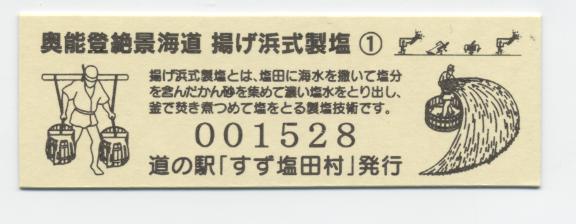 奥能登絶景海道 揚げ浜式製塩 ①
揚げ浜式製塩とは、塩田に海水を撒いて塩分
を含んだかん砂を集めて濃い塩水をとり出し、
釜で焚き煮つめて塩をとる製塩技術です。
001528
道の駅「すず塩田村」発行